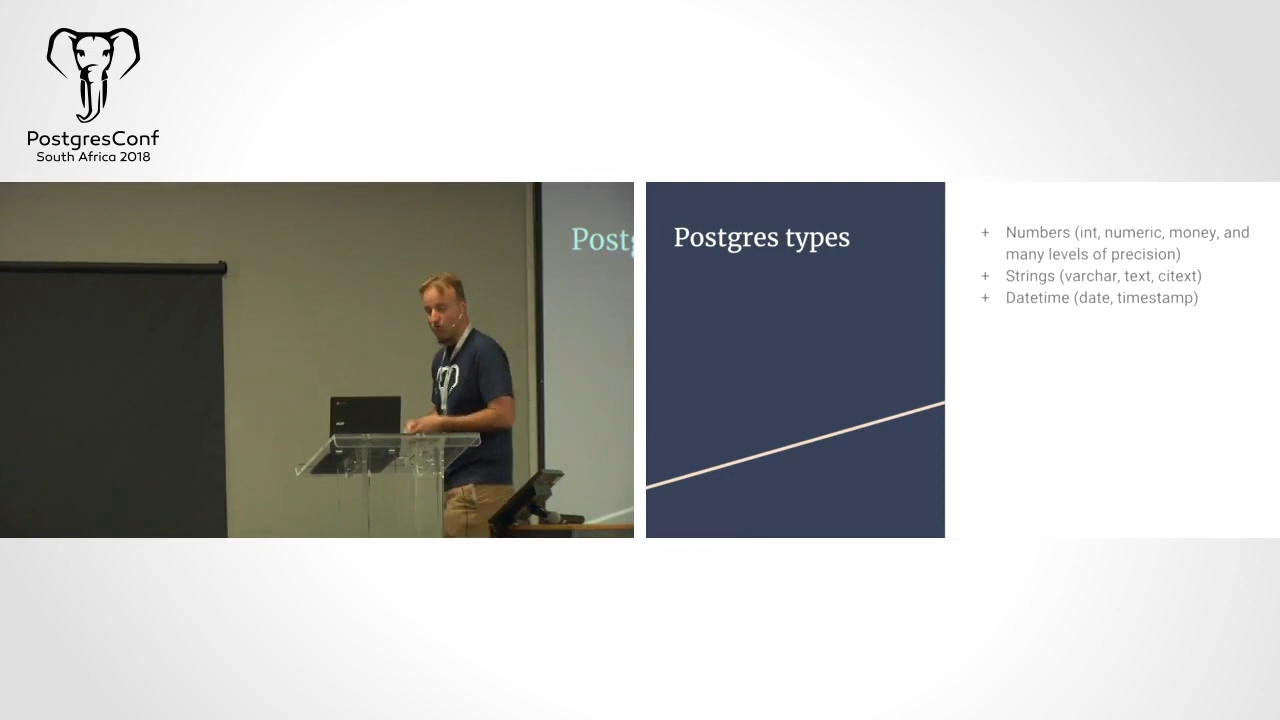 PostgresConf
South Africa 2018
Postg
Postgres types
+ Numbers (int, numeric, money, and
many levels of precision)
+ Strings (varchar, text, citext)
+ Datetime (date, timestamp)